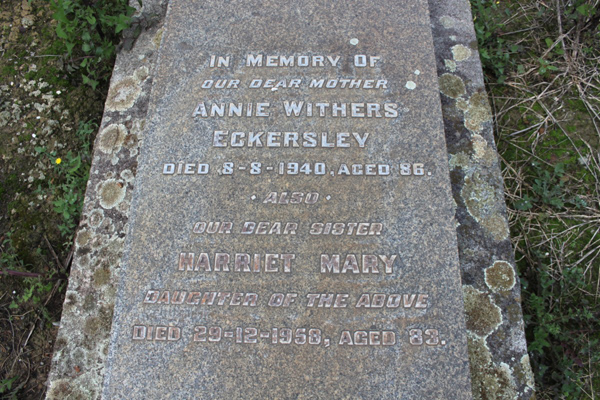 IN MEMORY OF
OUR DEAR MOTHER
ANNIE WITHERS
ECKERSLEY
DIED 8-8-1940, AGED 86.
· ALSO ·
OUR DEAR SISTER
HARRIET MARY
DAUGHTER OF THE ABOVE
DIED 29-12-1958, AGED 83.